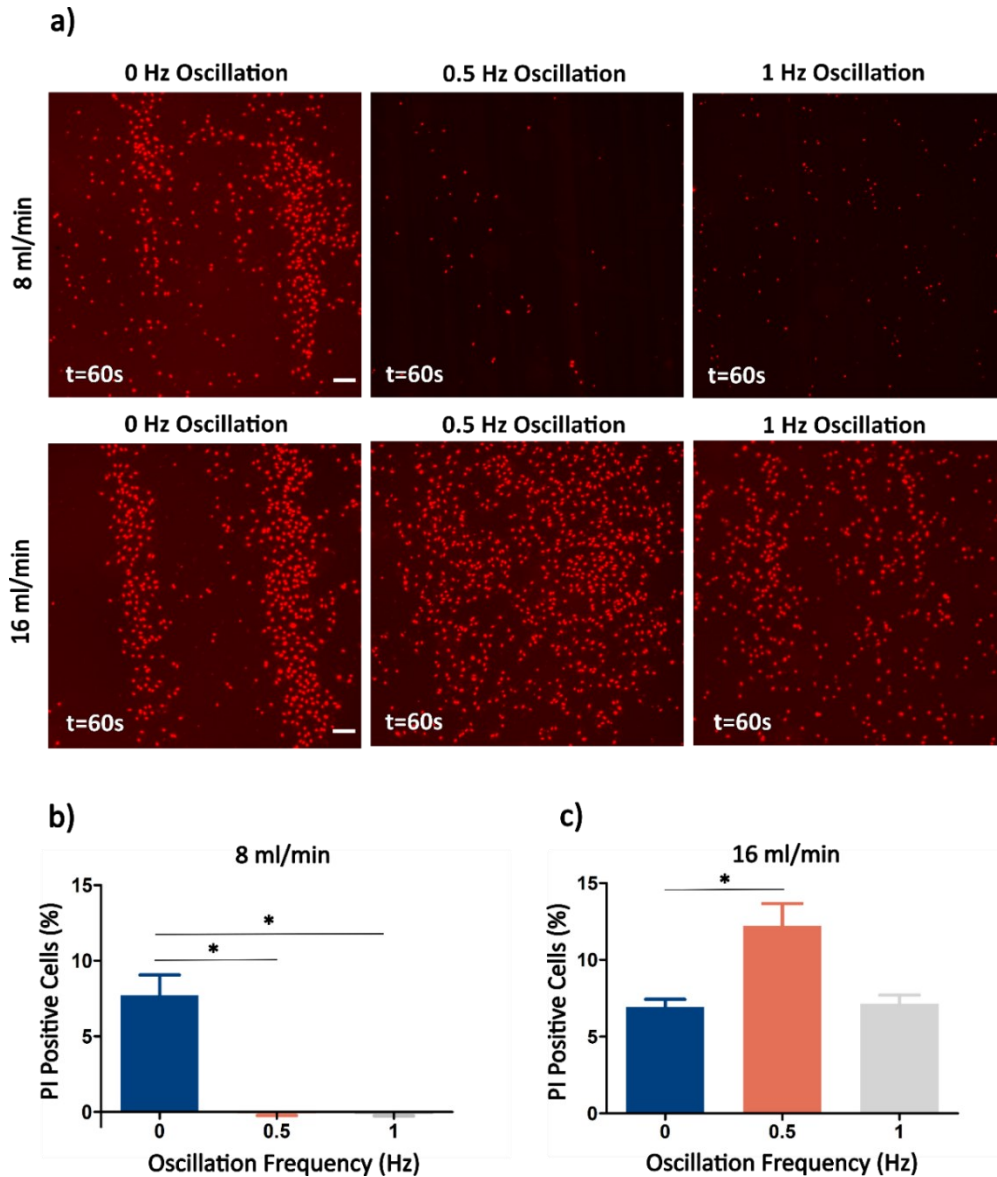 a)
0 Hz Oscillation 0.5 Hz Oscillation 1 Hz Oscillation
8 ml/min
t=60s t=60s t=60s
0 Hz Oscillation 0.5 Hz Oscillation 1 Hz Oscillation
16 ml/min
t=60s t=60s t=60s
b)
8 ml/min
PI Positive Cells (%)
15
10
5
0
*
*
0 0.5 1
Oscillation Frequency (Hz)
c)
16 ml/min
PI Positive Cells (%)
15
10
5
0
*
0 0.5 1
Oscillation Frequency (Hz)